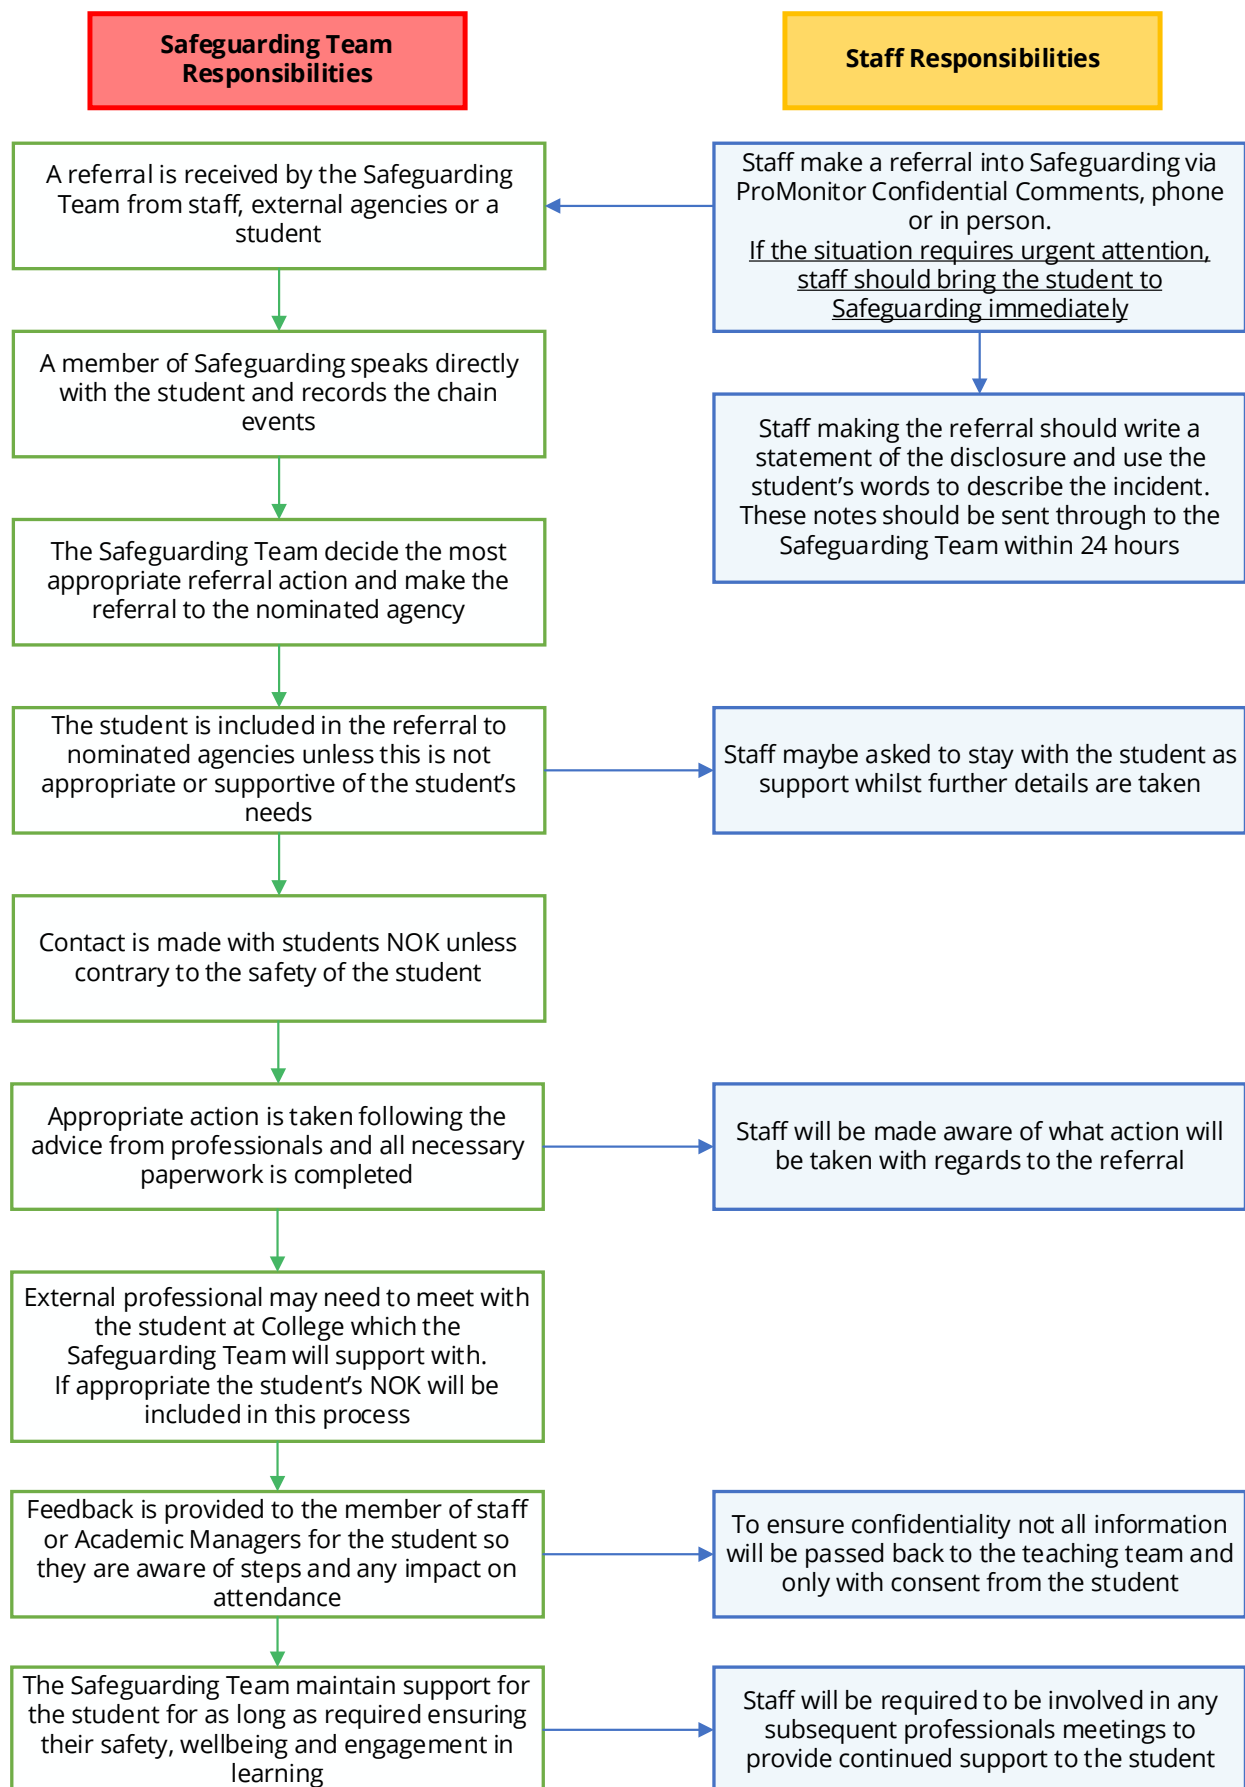 Safeguarding Team
Responsibilities
Staff Responsibilities
A referral is received by the Safeguarding
Team from staff, external agencies or a
student
Staff make a referral into Safeguarding via
ProMonitor Confidential Comments, phone
or in person.
If the situation requires urgent attention,
staff should bring the student to
Safeguarding immediately
A member of Safeguarding speaks directly
with the student and records the chain
events
Staff making the referral should write a
statement of the disclosure and use the
student’s words to describe the incident.
These notes should be sent through to the
Safeguarding Team within 24 hours
The Safeguarding Team decide the most
appropriate referral action and make the
referral to the nominated agency
The student is included in the referral to
nominated agencies unless this is not
appropriate or supportive of the student’s
needs
Staff maybe asked to stay with the student as
support whilst further details are taken
Contact is made with students NOK unless
contrary to the safety of the student
Appropriate action is taken following the
advice from professionals and all necessary
paperwork is completed
Staff will be made aware of what action will
be taken with regards to the referral
External professional may need to meet with
the student at College which the
Safeguarding Team will support with.
If appropriate the student’s NOK will be
included in this process
Feedback is provided to the member of staff
or Academic Managers for the student so
they are aware of steps and any impact on
attendance
To ensure confidentiality not all information
will be passed back to the teaching team and
only with consent from the student
The Safeguarding Team maintain support for
the student for as long as required ensuring
their safety, wellbeing and engagement in
learning
Staff will be required to be involved in any
subsequent professionals meetings to
provide continued support to the student